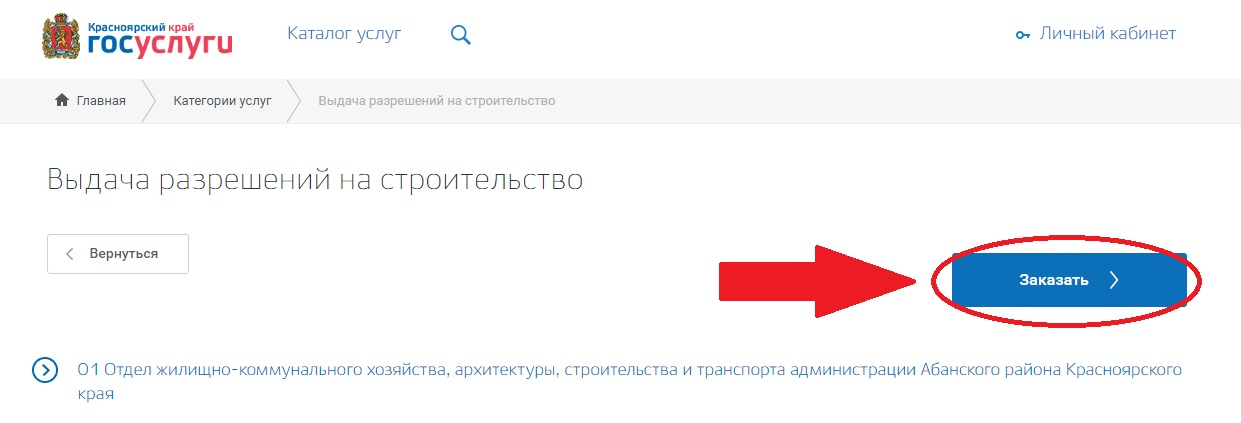 Красноярский край
госуслуги
Каталог услуг
Личный кабинет
Главная
Категории услуг
Выдача разрешений на строительство
Выдача разрешений на строительство
Вернуться
Заказать
01 Отдел жилищно-коммунального хозяйства, архитектуры, строительства и транспорта администрации Абанского района Красноярского
края